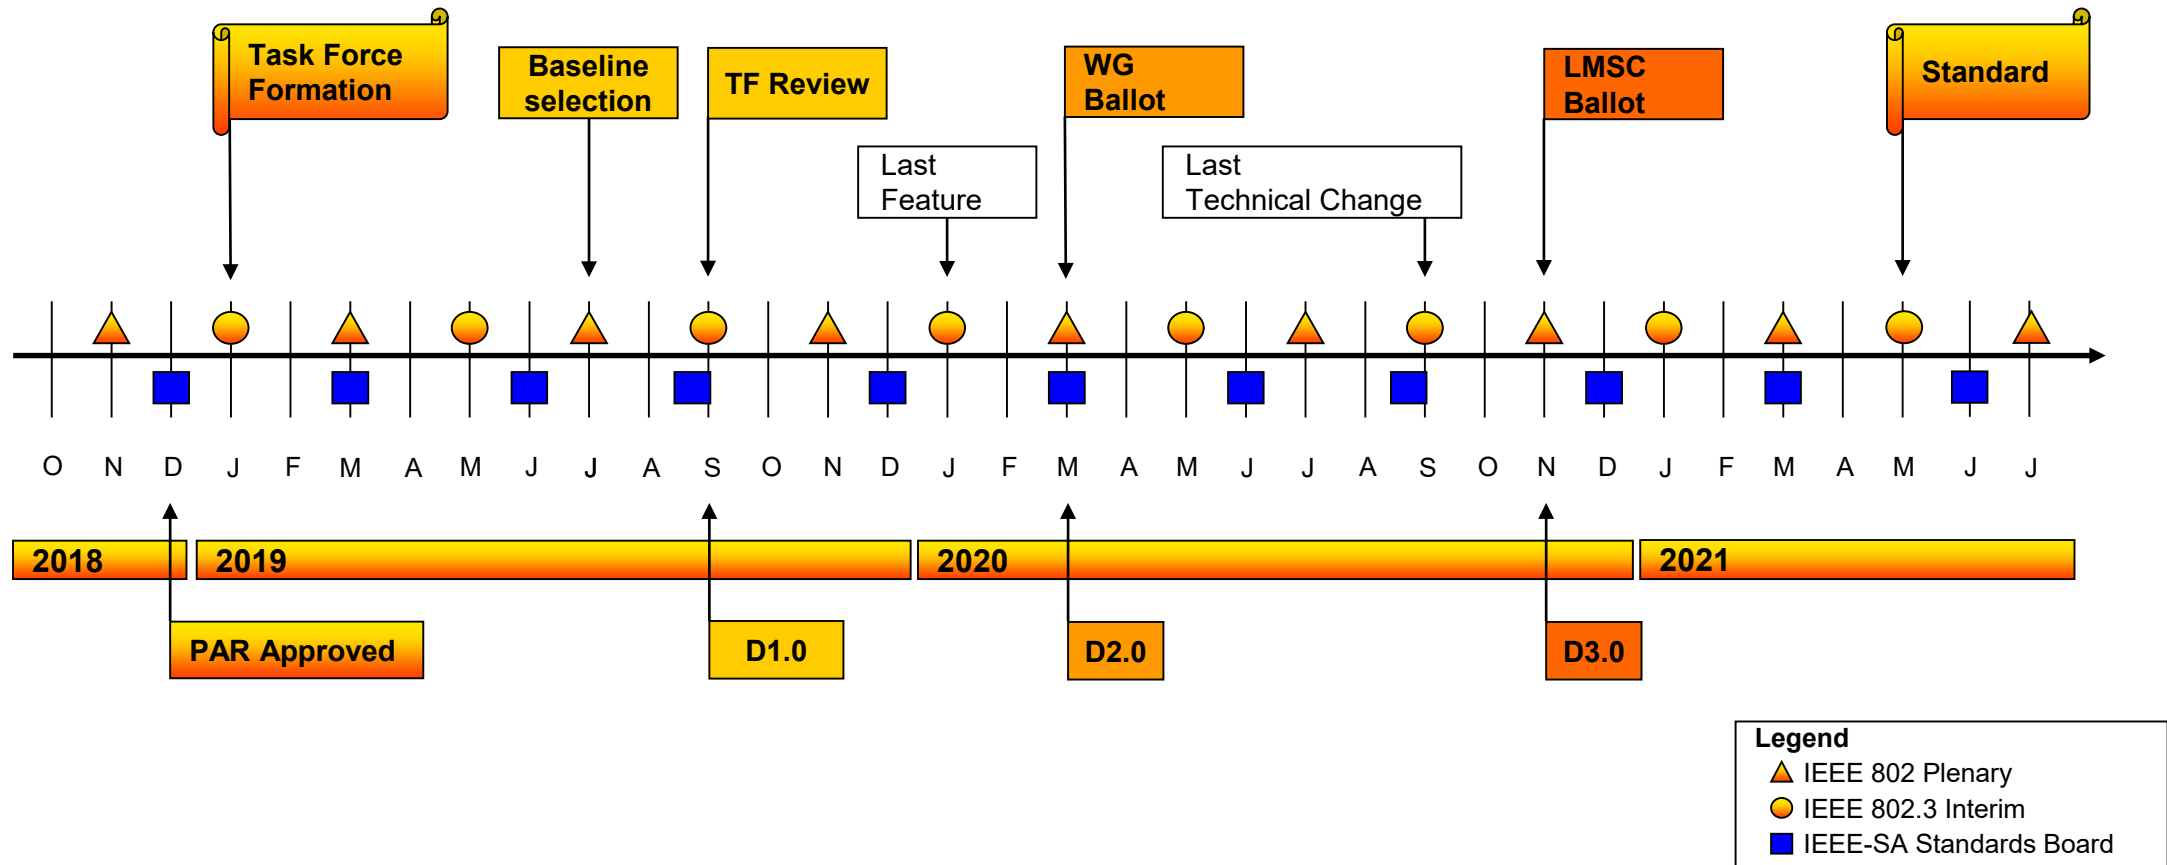 Task Force
Formation
Baseline
selection
TF Review
WG
Ballot
LMSC
Ballot
Standard
Last
Feature
Last
Technical Change
O N D J F M A M J J A S O N D J F M A M J J A S O N D J F M A M J J
2018 2019 2020 2021
PAR Approved
D1.0
D2.0
D3.0
Legend
IEEE 802 Plenary
IEEE 802.3 Interim
IEEE-SA Standards Board